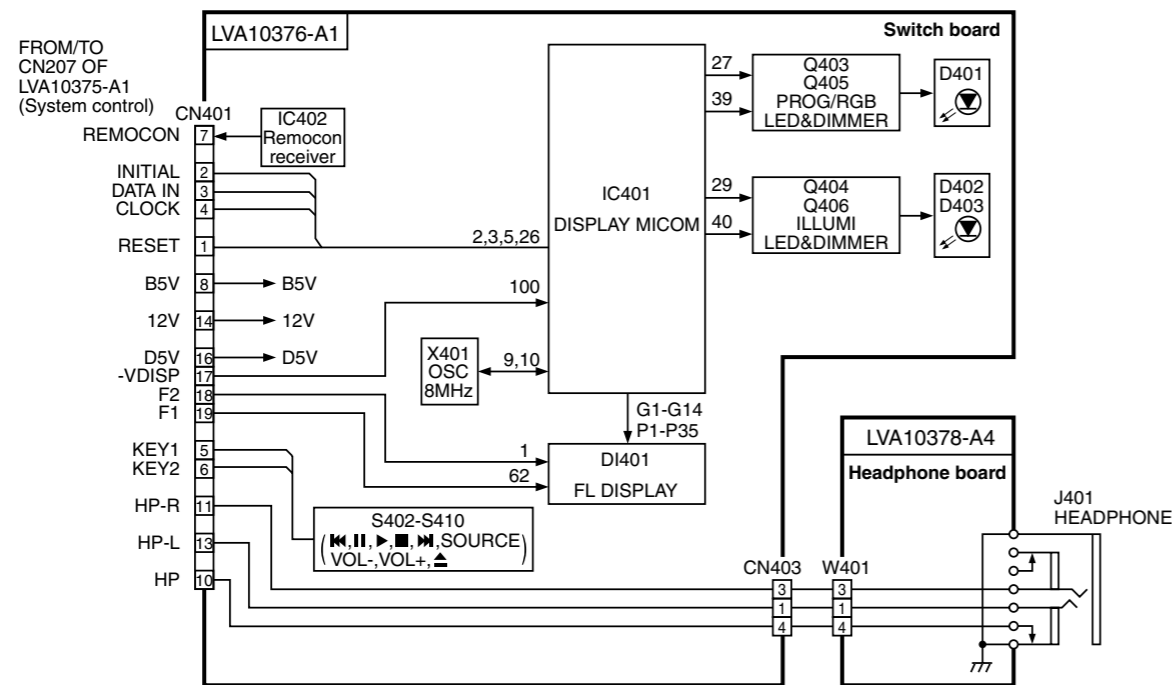 LVA10376-A1
Switch board
FROM/TO
CN207 OF
LVA10375-A1
(System control)
CN401
REMOCON
7
IC402
Remocon
receiver
INITIAL
2
DATA IN
3
CLOCK
4
RESET
1
2,3,5,26
B5V
8
B5V
12V
14
12V
D5V
16
D5V
-VDISP
17
100
F2
18
F1
19
KEY1
5
KEY2
6
HP-R
11
HP-L
13
HP
10
X401
OSC
8MHz
9,10
IC401
DISPLAY MICOM
27
39
Q403
Q405
PROG/RGB
LED&DIMMER
D401
29
40
Q404
Q406
ILLUMI
LED&DIMMER
D402
D403
G1-G14
P1-P35
1
62
DI401
FL DISPLAY
S402-S410
(⏮,⏸,▶,■,⏭,SOURCE
VOL-,VOL+,⏏)
CN403
3
1
4
W401
3
1
4
LVA10378-A4
Headphone board
J401
HEADPHONE